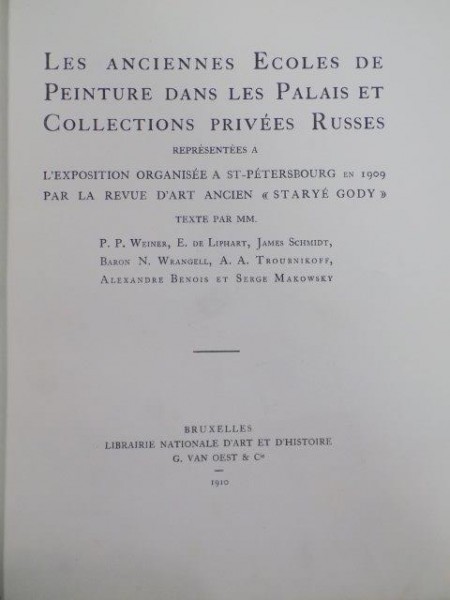 Les anciennes Ecoles de
Peinture dans les Palais et
Collections privées Russes
représentées a
l'exposition organisée a St-Pétersbourg en 1909
par la revue d'art ancien « Staryé Gody »
texte par mm.
P. P. Weiner, E. de Liphart, James Schmidt,
Baron N. Wrangell, A. A. Troubnikoff,
Alexandre Benois et Serge Makowsky
BRUXELLES
LIBRAIRIE NATIONALE D'ART ET D'HISTOIRE
G. VAN OEST & Cie
1910